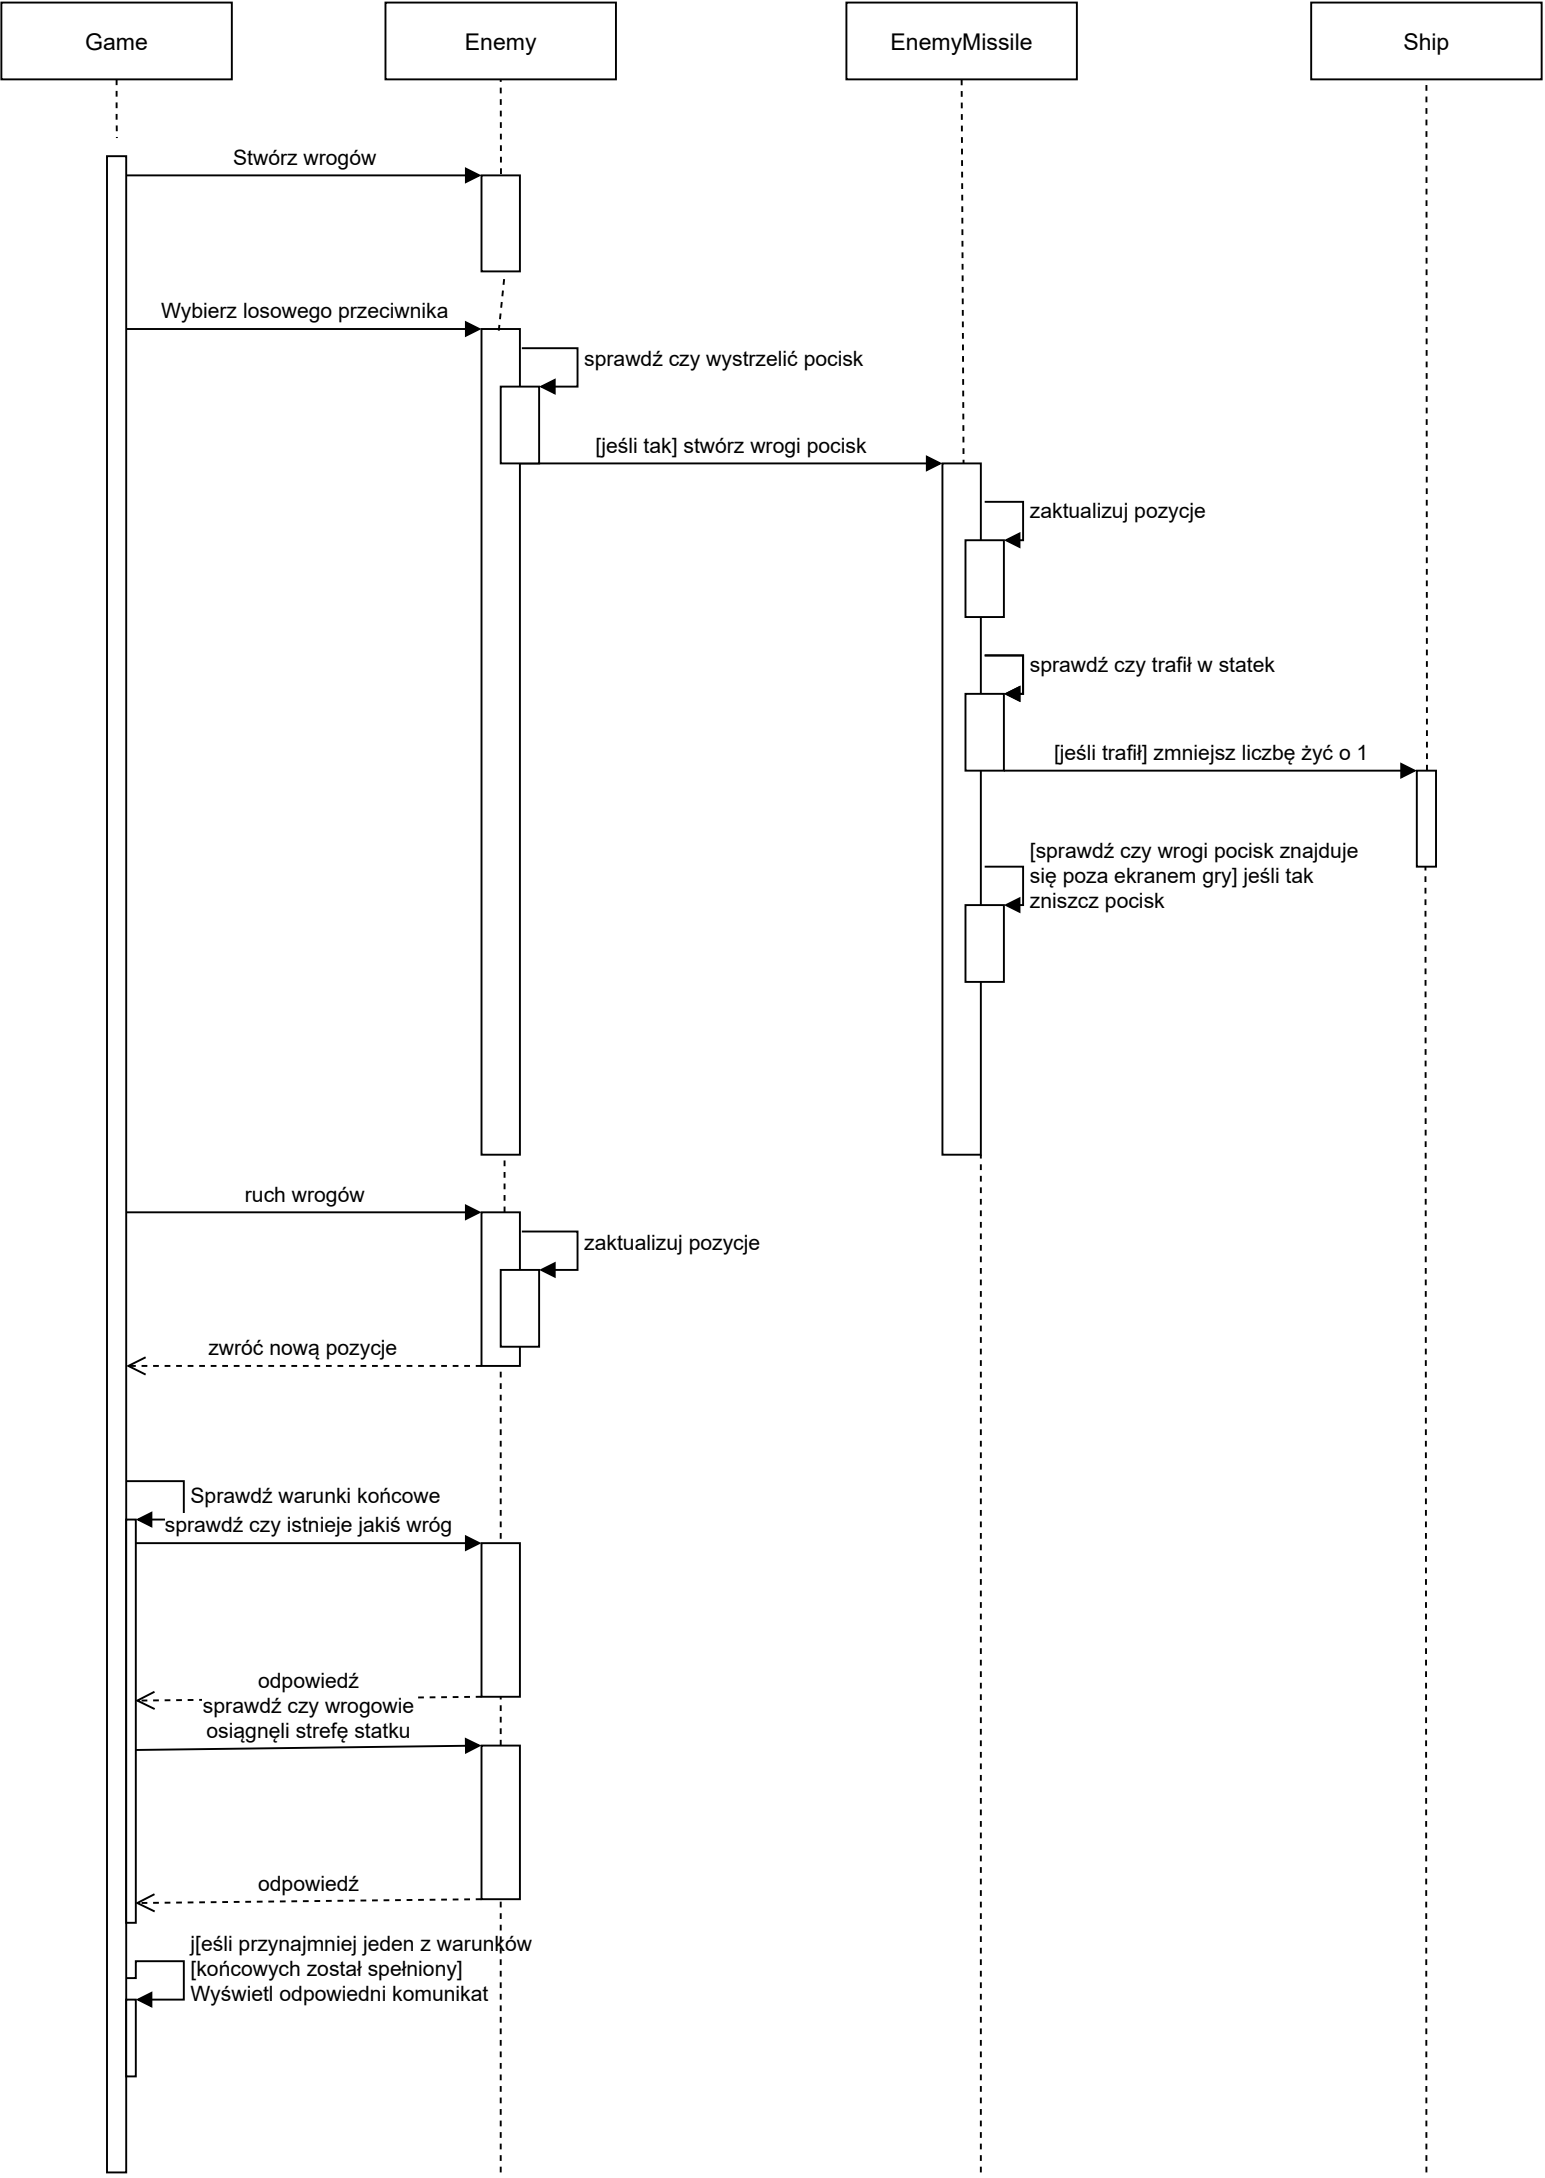 Game
Enemy
EnemyMissile
Ship
Stwórz wrogów
Wybierz losowego przeciwnika
sprawdź czy wystrzelić pocisk
[jeśli tak] stwórz wrogi pocisk
zaktualizuj pozycje
sprawdź czy trafił w statek
[jeśli trafił] zmniejsz liczbę żyć o 1
[sprawdź czy wrogi pocisk znajduje
się poza ekranem gry] jeśli tak
zniszcz pocisk
ruch wrogów
zaktualizuj pozycje
zwróć nową pozycje
Sprawdź warunki końcowe
sprawdź czy istnieje jakiś wróg
odpowiedź
sprawdź czy wrogowie
osiągnęli strefę statku
odpowiedź
j[eśli przynajmniej jeden z warunków
[końcowych został spełniony]
Wyświetl odpowiedni komunikat